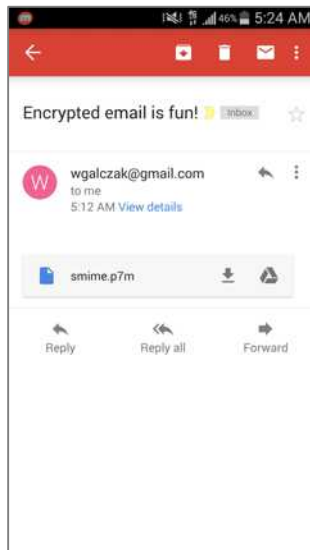 46% 5:24 AM
Encrypted email is fun! Inbox
W
wgalczak@gmail.com
to me
5:12 AM View details
smime.p7m
Reply Reply all Forward